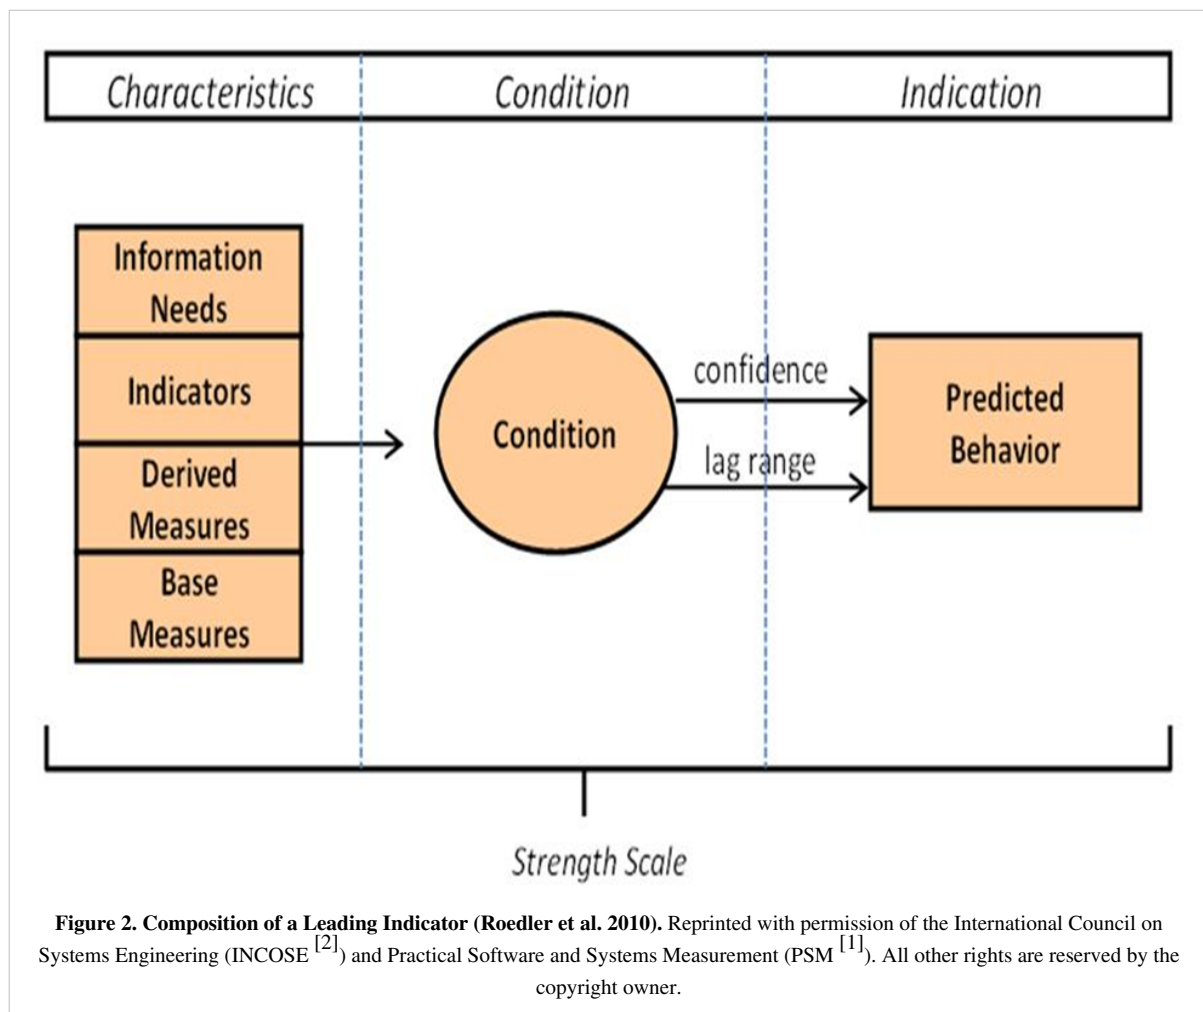 Characteristics
Condition
Indication
Information
Needs
Indicators
Derived
Measures
Base
Measures
Condition
confidence
lag range
Predicted
Behavior
Strength Scale
Figure 2. Composition of a Leading Indicator (Roedler et al. 2010). Reprinted with permission of the International Council on
Systems Engineering (INCOSE [2]) and Practical Software and Systems Measurement (PSM [1]). All other rights are reserved by the
copyright owner.